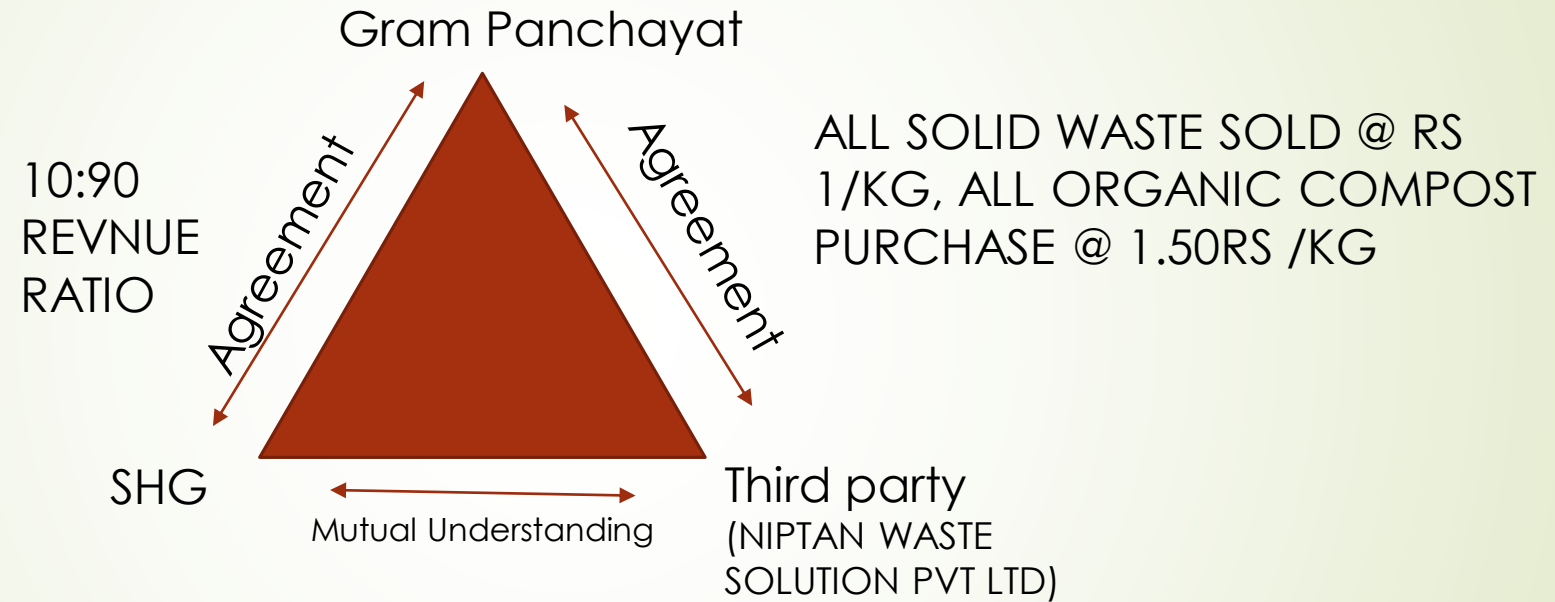 Gram Panchayat
Agreement
Agreement
10:90
REVNUE
RATIO
ALL SOLID WASTE SOLD @ RS
1/KG, ALL ORGANIC COMPOST
PURCHASE @ 1.50RS /KG
SHG
Mutual Understanding
Third party
(NIPTAN WASTE
SOLUTION PVT LTD)